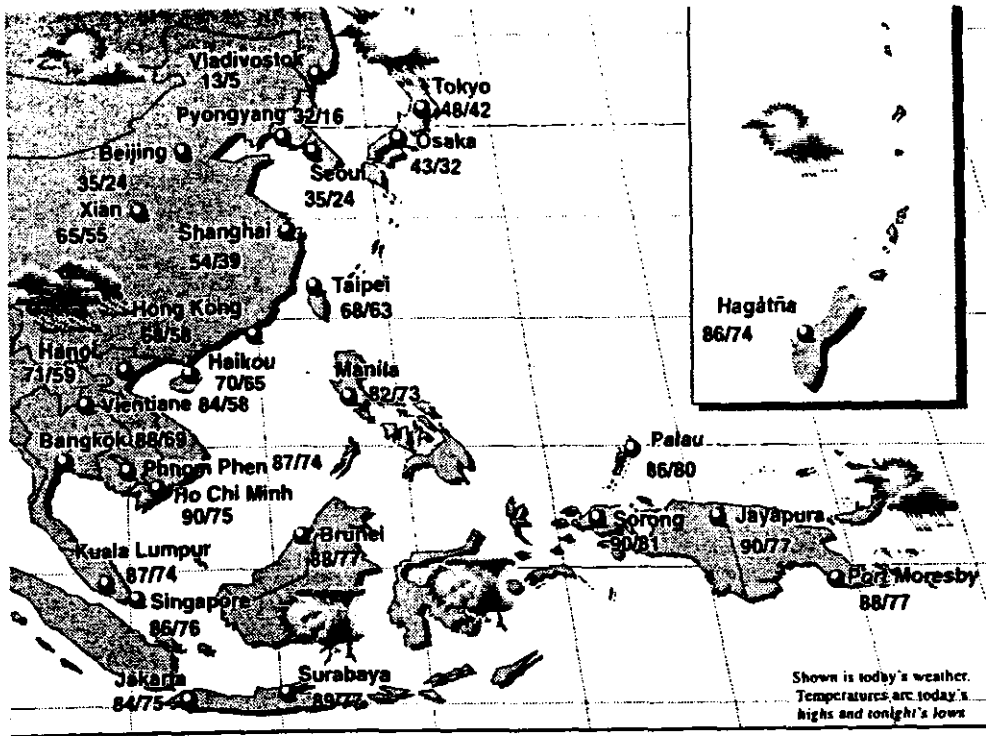 Vladivostok
13/5
Tokyo
48/42
Pyongyang 32/16
Osaka
43/32
Beijing
35/24
Seoul
35/24
Xian
65/55
Shanghai
54/39
Taipei
68/63
Hong Kong
68/58
Hagåtña
86/74
Hanoi
71/59
Haikou
70/65
Manila
82/73
Vientiane 84/58
Bangkok 88/69
Phnom Phen 87/74
Ho Chi Minh
90/75
Palau
86/80
Sorong
90/81
Jayapura
90/77
Brunei
88/77
Kuala Lumpur
87/74
Port Moresby
88/77
Singapore
86/76
Jakarta
84/75
Surabaya
89/77
Shown is today's weather.
Temperatures are today's
highs and tonight's lows